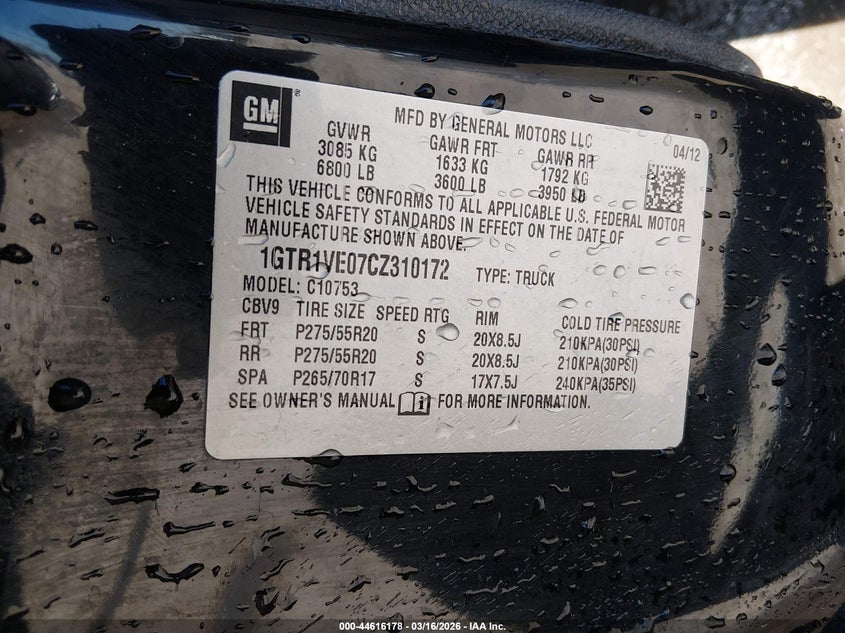 GM
MFD BY GENERAL MOTORS LLC
GVWR GAWR FRT GAWR RR 04/12
3085 KG 1633 KG 1792 KG
6800 LB 3600 LB 3950 LB
THIS VEHICLE CONFORMS TO ALL APPLICABLE U.S. FEDERAL MOTOR
VEHICLE SAFETY STANDARDS IN EFFECT ON THE DATE OF
MANUFACTURE SHOWN ABOVE.
1GTR1VE07CZ310172 TYPE: TRUCK
MODEL: C10753
CBV9 TIRE SIZE SPEED RTG RIM COLD TIRE PRESSURE
FRT P275/55R20 S 20X8.5J 210KPA(30PSI)
RR P275/55R20 S 20X8.5J 210KPA(30PSI)
SPA P265/70R17 S 17X7.5J 240KPA(35PSI)
SEE OWNER'S MANUAL FOR MORE INFORMATION.
000-44616178 - 03/16/2026 - IAA Inc.